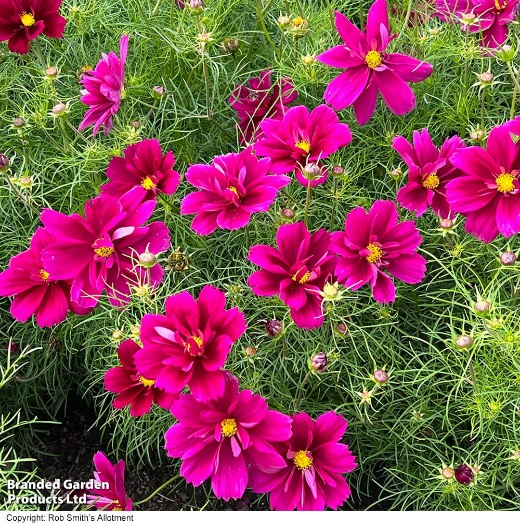 Branded Garden
Products Ltd.
Copyright: Rob Smith's Allotment